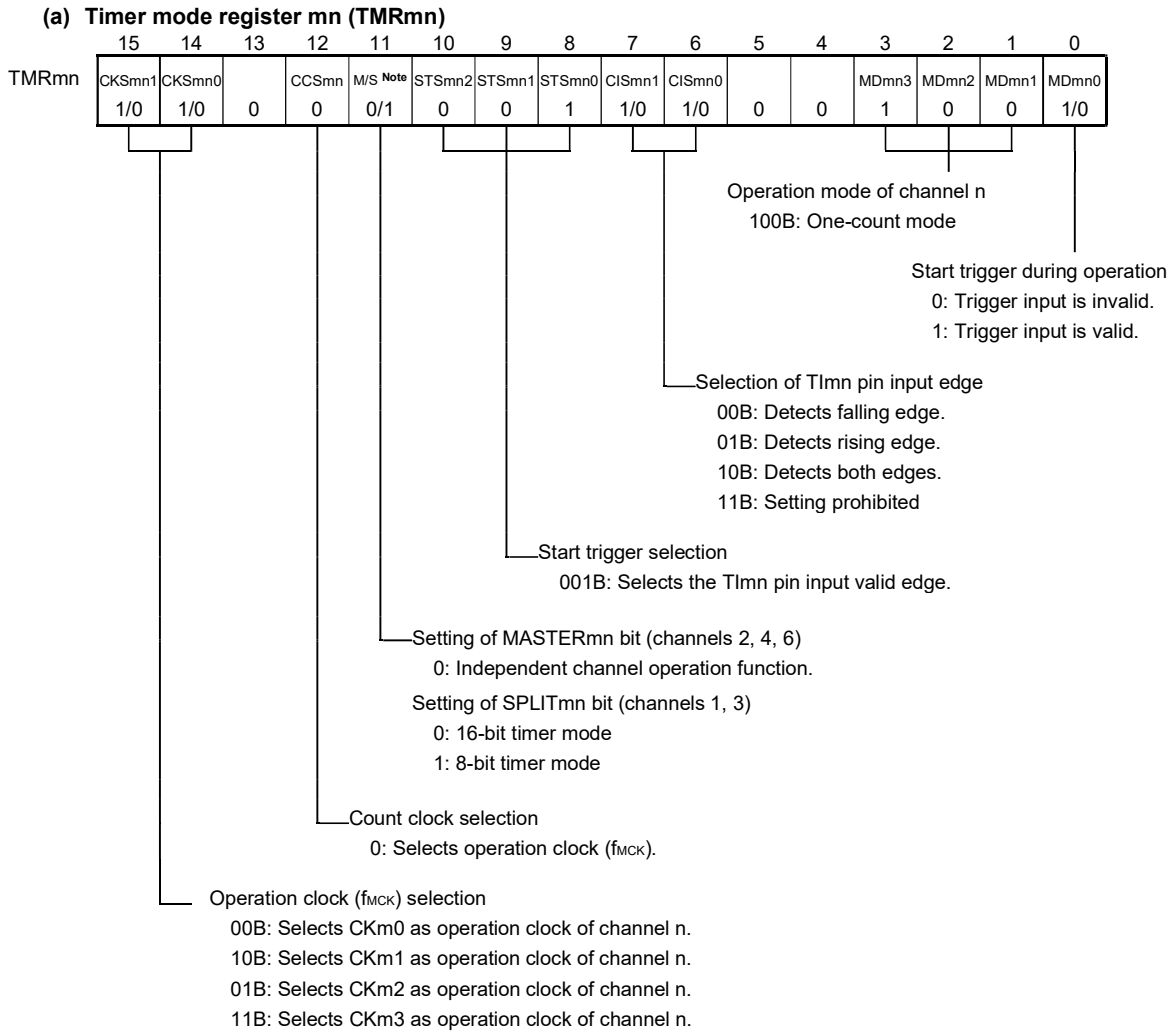 (a) Timer mode register mn (TMRmn)
15 14 13 12 11 10 9 8 7 6 5 4 3 2 1 0
TMRmn CKSmn1 CKSmn0 CCSmn M/S Note STSmn2 STSmn1 STSmn0 CISmn1 CISmn0 MDmn3 MDmn2 MDmn1 MDmn0
1/0 1/0 0 0 0/1 0 0 1 1/0 1/0 0 0 1 0 0 1/0
Operation mode of channel n
100B: One-count mode
Start trigger during operation
0: Trigger input is invalid.
1: Trigger input is valid.
Selection of TImn pin input edge
00B: Detects falling edge.
01B: Detects rising edge.
10B: Detects both edges.
11B: Setting prohibited
Start trigger selection
001B: Selects the TImn pin input valid edge.
Setting of MASTERmn bit (channels 2, 4, 6)
0: Independent channel operation function.
Setting of SPLITmn bit (channels 1, 3)
0: 16-bit timer mode
1: 8-bit timer mode
Count clock selection
0: Selects operation clock (fMCK).
Operation clock (fMCK) selection
00B: Selects CKm0 as operation clock of channel n.
10B: Selects CKm1 as operation clock of channel n.
01B: Selects CKm2 as operation clock of channel n.
11B: Selects CKm3 as operation clock of channel n.